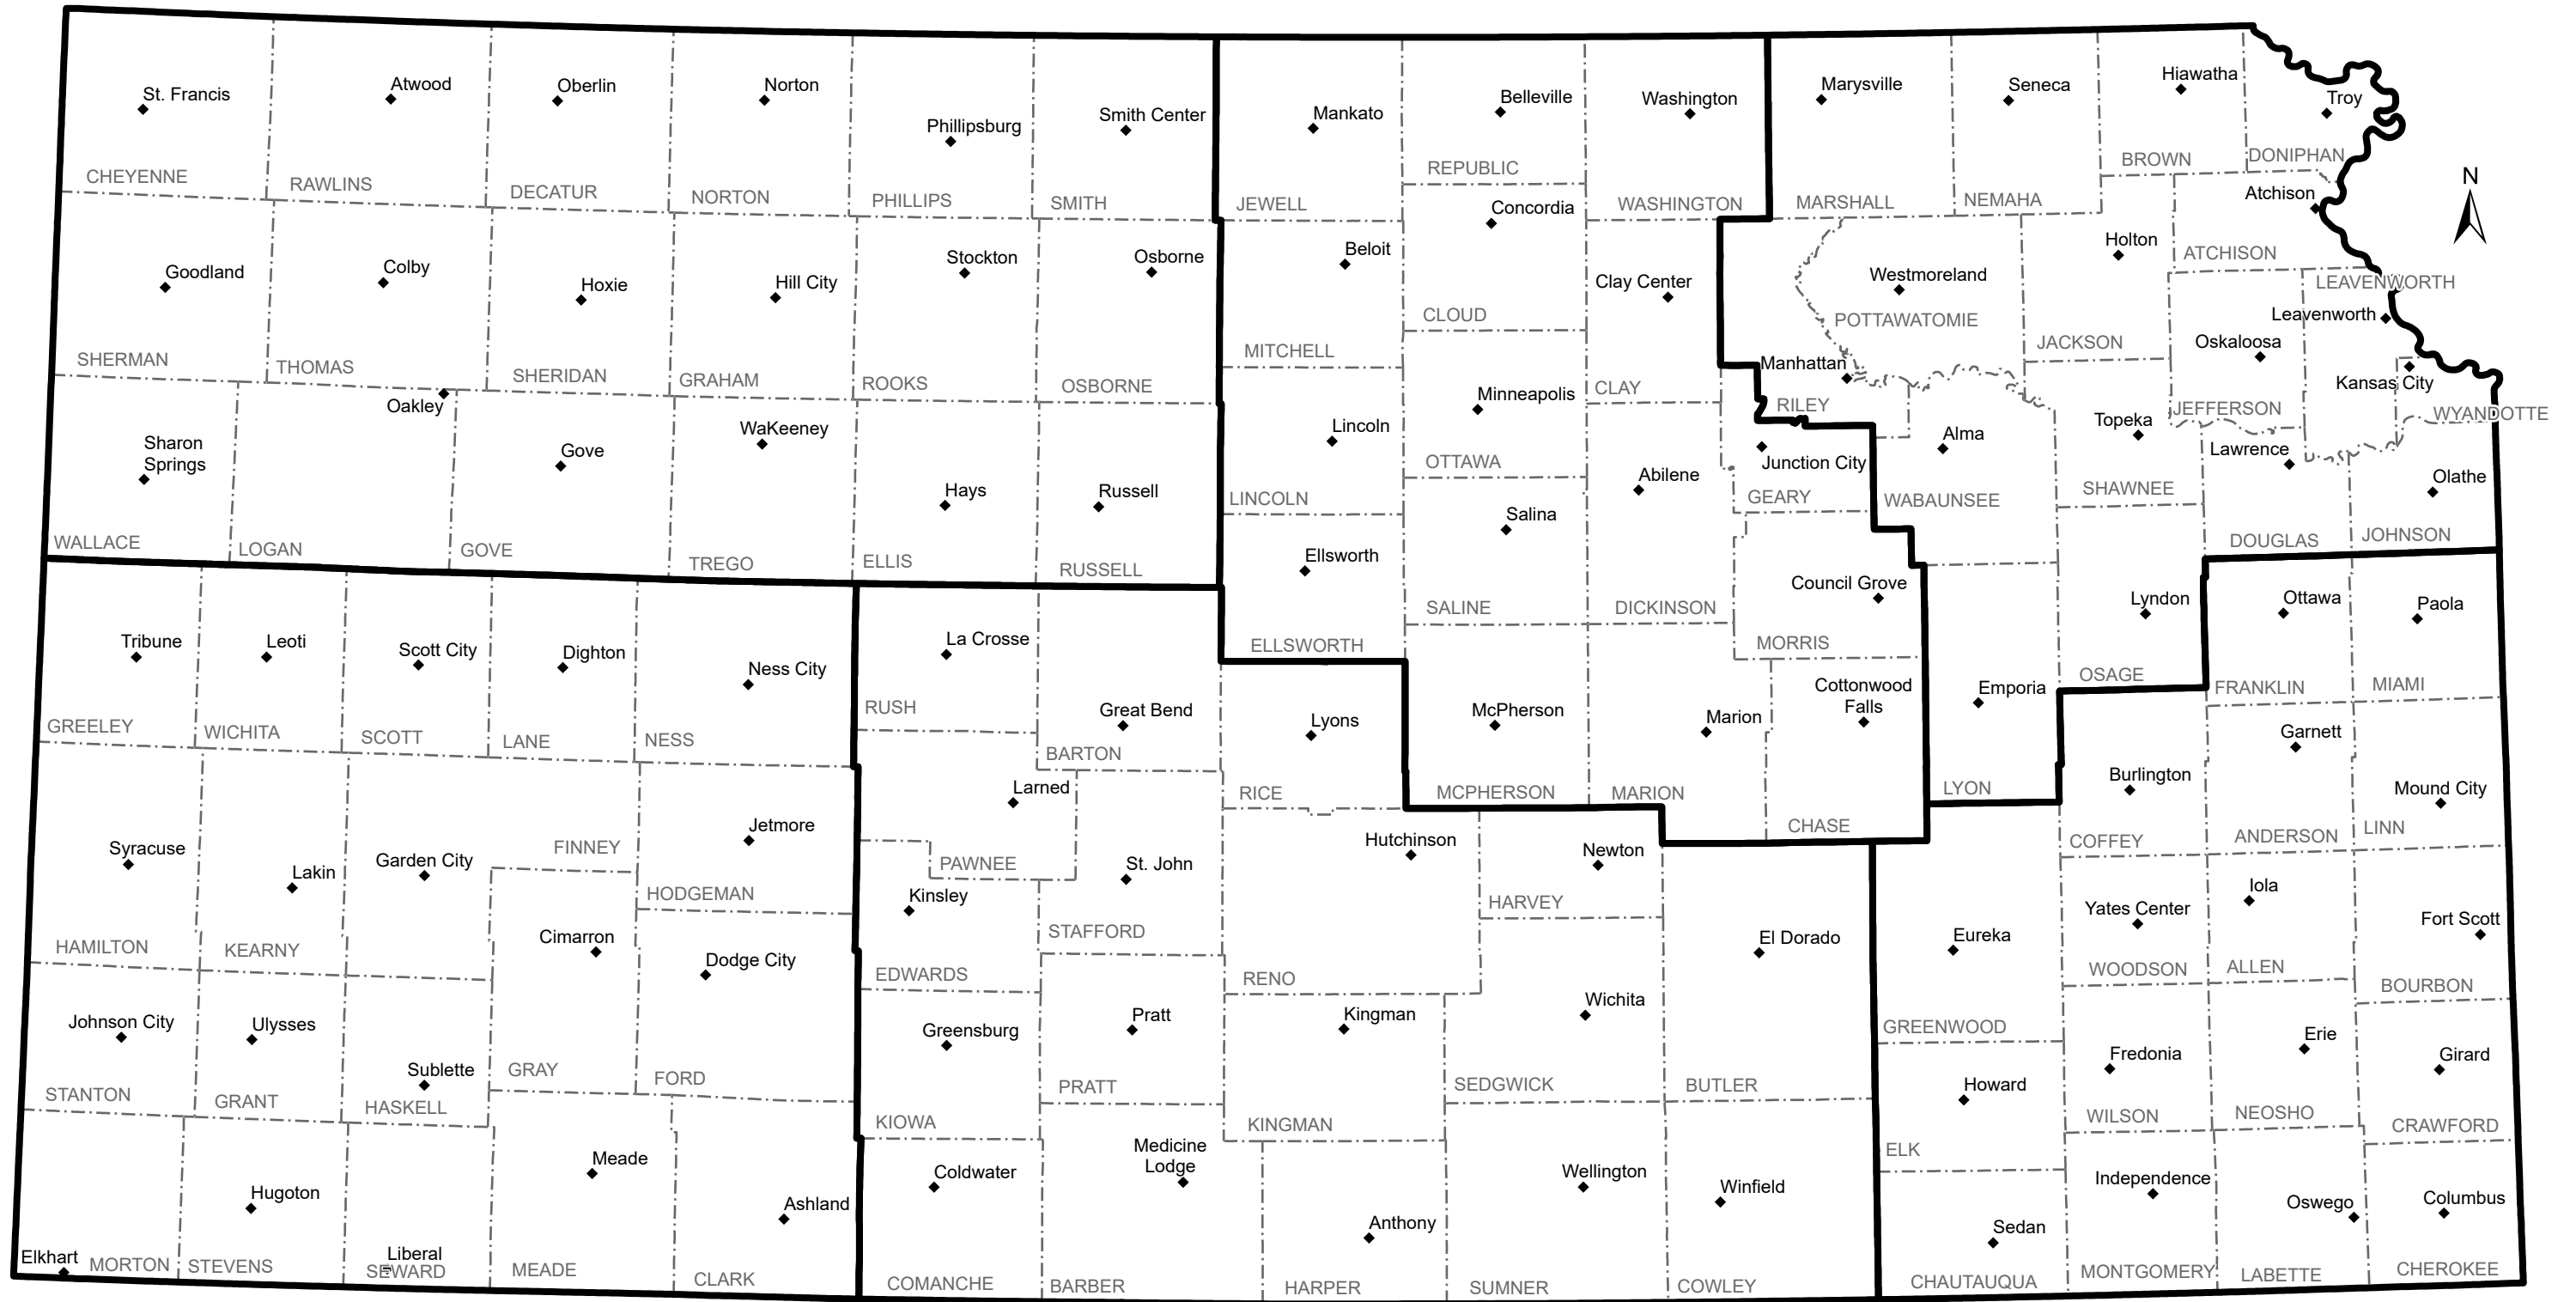 St. Francis
Atwood
Oberlin
Norton
Phillipsburg
Smith Center
Mankato
Belleville
Washington
Marysville
Seneca
Hiawatha
Troy
CHEYENNE
RAWLINS
DECATUR
NORTON
PHILLIPS
SMITH
JEWELL
REPUBLIC
WASHINGTON
MARSHALL
NEMAHA
BROWN
DONIPHAN
N
Atchison
Goodland
Colby
Hoxie
Hill City
Stockton
Osborne
Beloit
Concordia
Clay Center
Westmoreland
Holton
ATCHISON
LEAVENWORTH
Leavenworth
POTTAWATOMIE
SHERMAN
THOMAS
SHERIDAN
GRAHAM
ROOKS
OSBORNE
MITCHELL
CLOUD
CLAY
Manhattan
RILEY
JACKSON
Oskaloosa
Kansas City
JEFFERSON
WYANDOTTE
Oakley
Sharon
Springs
Gove
WaKeeney
Hays
Russell
Lincoln
Minneapolis
OTTAWA
Abilene
Junction City
Alma
Topeka
Lawrence
Olathe
LINCOLN
Salina
GEARY
WABAUNSEE
SHAWNEE
DOUGLAS
JOHNSON
WALLACE
LOGAN
GOVE
TREGO
ELLIS
RUSSELL
Ellsworth
SALINE
DICKINSON
Council Grove
MORRIS
Lyndon
Ottawa
Paola
Tribune
Leoti
Scott City
Dighton
Ness City
La Crosse
ELLSWORTH
OSAGE
FRANKLIN
MIAMI
GREELEY
WICHITA
SCOTT
LANE
NESS
RUSH
Great Bend
BARTON
Lyons
McPherson
Marion
Cottonwood
Falls
Emporia
Garnett
Burlington
Mound City
Larned
RICE
MCPHERSON
MARION
CHASE
LYON
COFFEY
ANDERSON
LINN
Syracuse
Lakin
Garden City
FINNEY
Jetmore
HODGEMAN
PAWNEE
Kinsley
St. John
STAFFORD
Hutchinson
Newton
HARVEY
Iola
Yates Center
Fort Scott
HAMILTON
KEARNY
Cimarron
Dodge City
EDWARDS
RENO
El Dorado
Eureka
WOODSON
ALLEN
BOURBON
Johnson City
Ulysses
Sublette
GRAY
FORD
Greensburg
Pratt
Kingman
Wichita
GREENWOOD
Erie
Fredonia
Girard
STANTON
GRANT
HASKELL
KIOWA
PRATT
KINGMAN
SEDGWICK
BUTLER
Howard
ELK
WILSON
NEOSHO
CRAWFORD
Hugoton
Meade
Ashland
Coldwater
Medicine
Lodge
Anthony
Wellington
Winfield
Independence
Sedan
Oswego
Columbus
Elkhart
MORTON
STEVENS
Liberal
SEWARD
MEADE
CLARK
COMANCHE
BARBER
HARPER
SUMNER
COWLEY
CHAUTAUQUA
MONTGOMERY
LABETTE
CHEROKEE